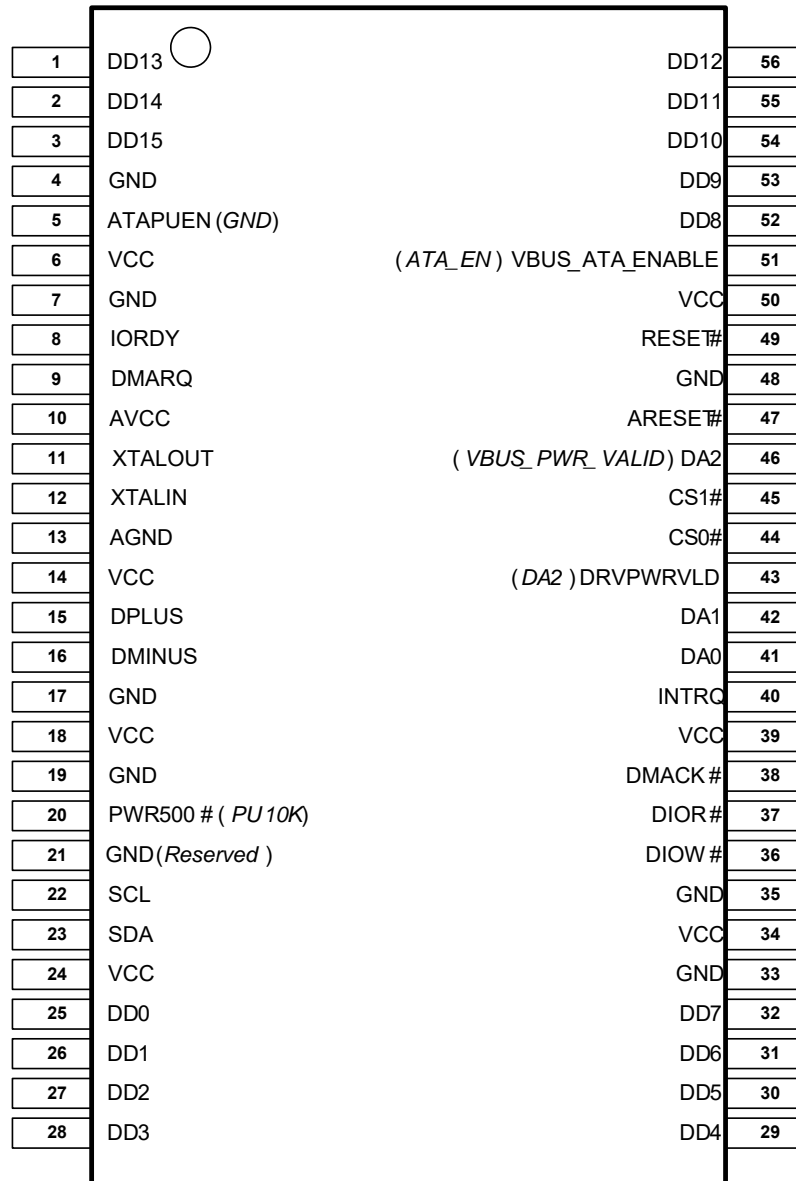 1 DD13 DD12 56
2 DD14 DD11 55
3 DD15 DD10 54
4 GND DD9 53
5 ATAPUEN (GND) DD8 52
6 VCC (ATA_EN) VBUS_ATA_ENABLE 51
7 GND VCC 50
8 IORDY RESET# 49
9 DMARQ GND 48
10 AVCC ARESET# 47
11 XTALOUT (VBUS_PWR_VALID) DA2 46
12 XTALIN CS1# 45
13 AGND CS0# 44
14 VCC (DA2) DRVPWRVLD 43
15 DPLUS DA1 42
16 DMINUS DA0 41
17 GND INTRQ 40
18 VCC VCC 39
19 GND DMACK# 38
20 PWR500# (PU10K) DIOR# 37
21 GND (Reserved) DIOW# 36
22 SCL GND 35
23 SDA VCC 34
24 VCC GND 33
25 DD0 DD7 32
26 DD1 DD6 31
27 DD2 DD5 30
28 DD3 DD4 29